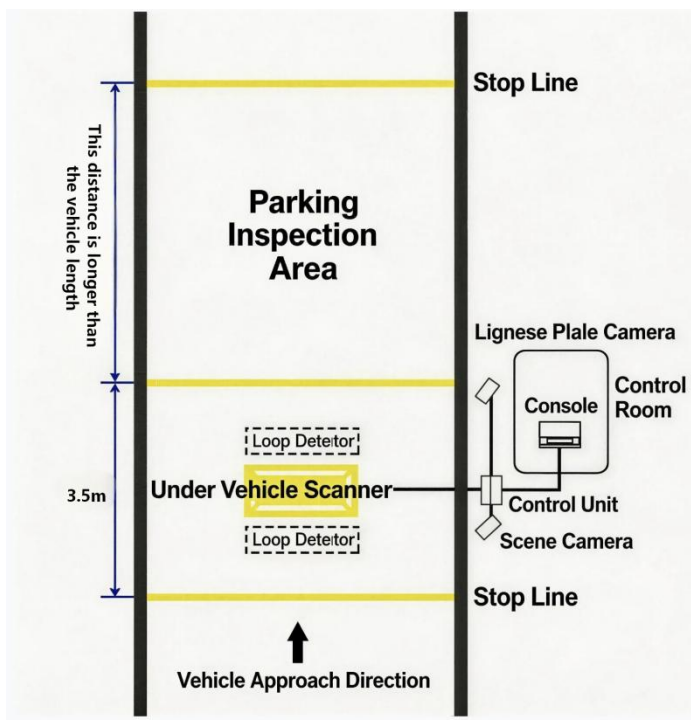 Stop Line
This distance is longer than
the vehicle length
Parking
Inspection
Area
Lignese Plale Camera
Control
Room
Console
Loop Detetor
3.5m
Under Vehicle Scanner
Control Unit
Loop Detetor
Scene Camera
Stop Line
Vehicle Approach Direction